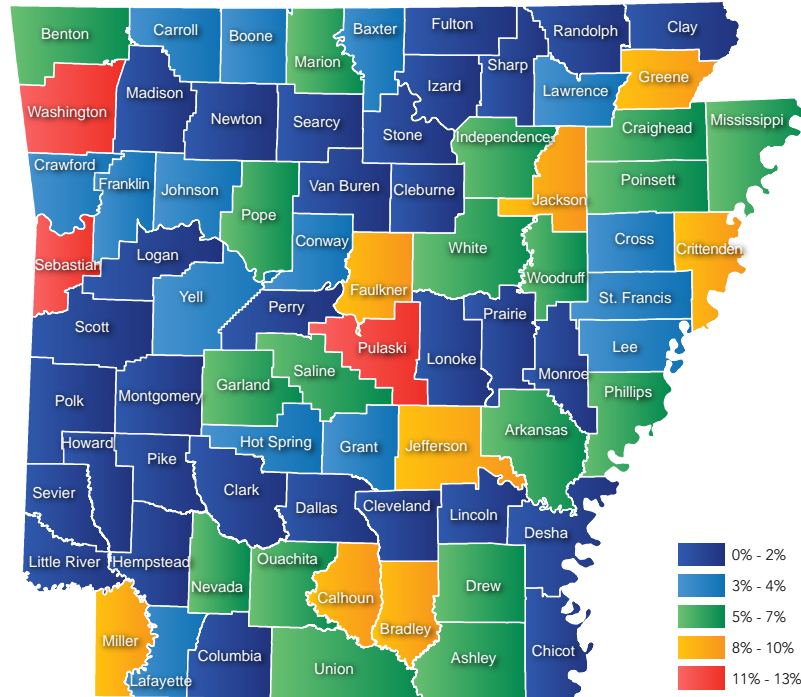 Benton
Carroll
Boone
Marion
Baxter
Fulton
Randolph
Clay
Sharp
Izard
Greene
Lawrence
Washington
Madison
Newton
Searcy
Stone
Independence
Craighead
Mississippi
Crawford
Franklin
Johnson
Pope
Van Buren
Cleburne
Jackson
Poinsett
Sebastian
Logan
Conway
White
Woodruff
Cross
Crittenden
Yell
Faulkner
St. Francis
Scott
Perry
Pulaski
Lonoke
Prairie
Monroe
Lee
Polk
Montgomery
Garland
Saline
Phillips
Howard
Pike
Hot Spring
Grant
Jefferson
Arkansas
Sevier
Clark
Dallas
Cleveland
Lincoln
Desha
Little River
Hempstead
Nevada
Ouachita
Calhoun
Bradley
Drew
Miller
Lafayette
Columbia
Union
Ashley
Chicot
0% - 2%
3% - 4%
5% - 7%
8% - 10%
11% - 13%